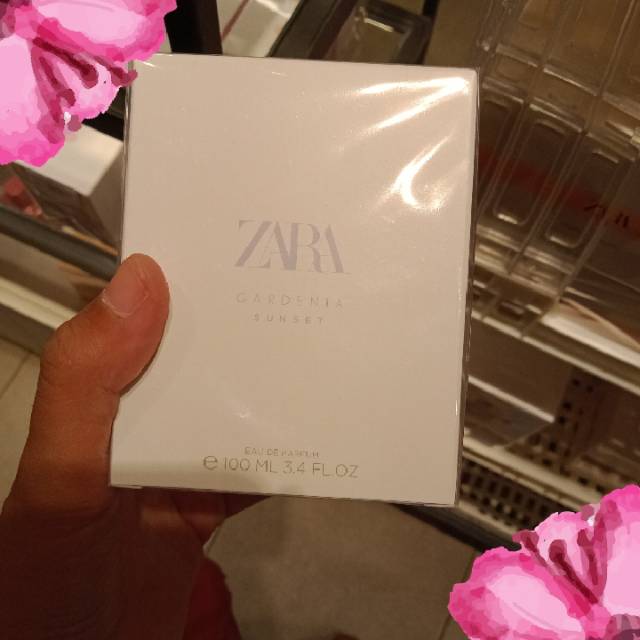 ZARA
GARDENIA
SUNSET
EAU DE PARFUM
℮ 100 ML 3.4 FL.OZ